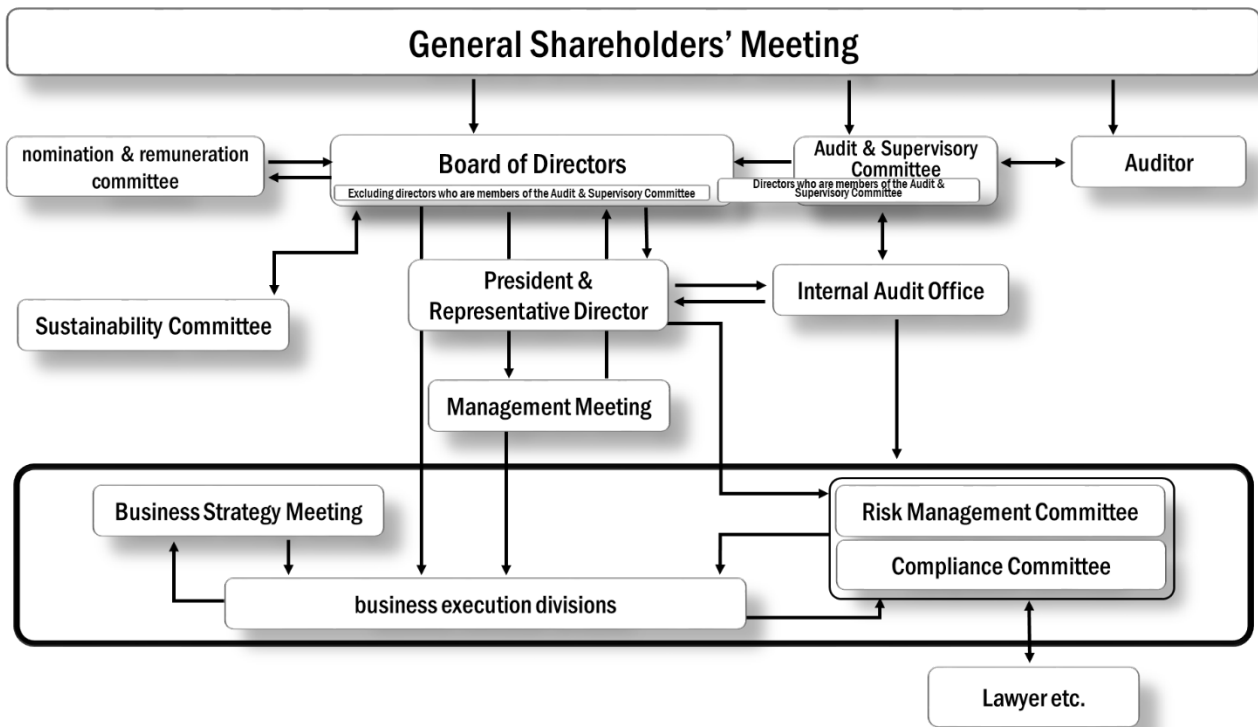 General Shareholders’ Meeting
nomination & remuneration
committee
Board of Directors
Excluding directors who are members of the Audit & Supervisory Committee
Audit & Supervisory
Committee
Directors who are members of the Audit &
Supervisory Committee
Auditor
Sustainability Committee
President &
Representative Director
Internal Audit Office
Management Meeting
Business Strategy Meeting
Risk Management Committee
Compliance Committee
business execution divisions
Lawyer etc.